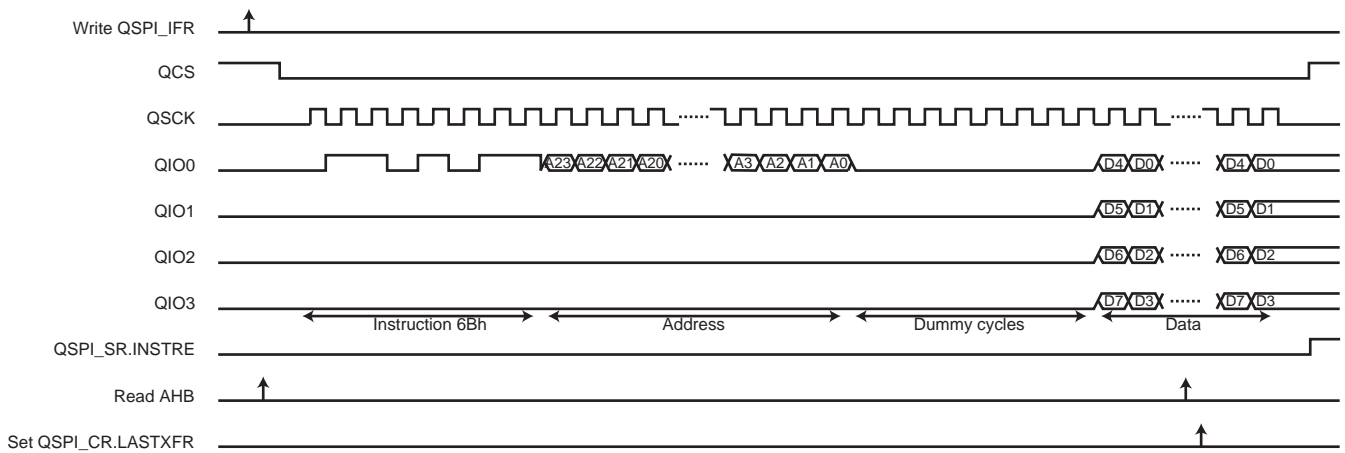 Write QSPI_IFR
QCS
QSCK
QIO0 A23 A22 A21 A20 A3 A2 A1 A0 D4 D0 D4 D0
QIO1 D5 D1 D5 D1
QIO2 D6 D2 D6 D2
QIO3 D7 D3 D7 D3
Instruction 6Bh Address Dummy cycles Data
QSPI_SR.INSTRE
Read AHB
Set QSPI_CR.LASTXFR